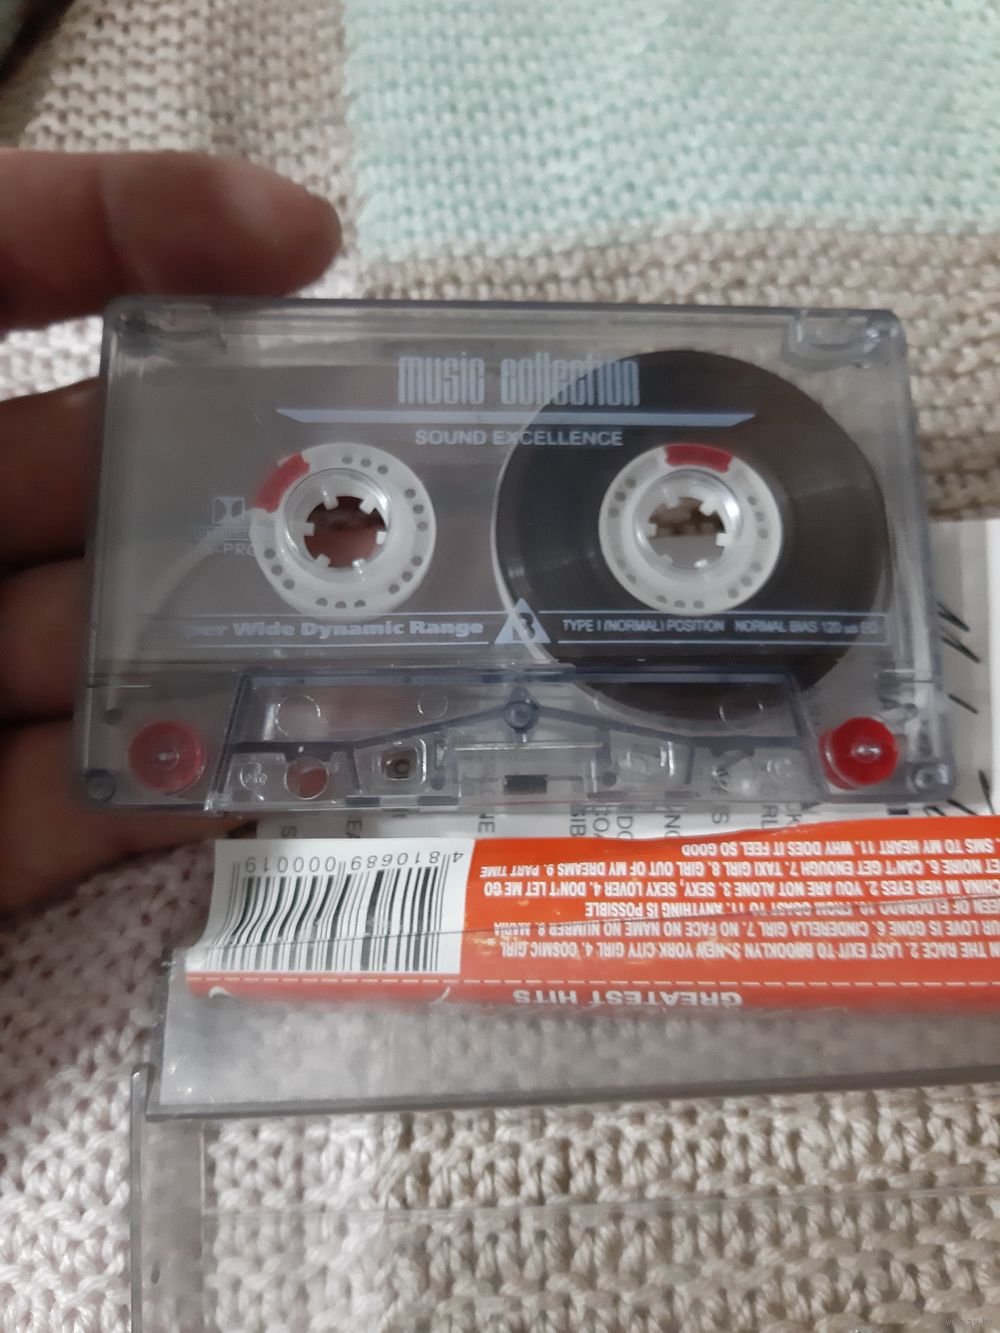 music collection
SOUND EXCELLENCE
X-PRO
per Wide Dynamic Range
B
TYPE I (NORMAL) POSITION NORMAL BIAS 120 µs EQ
GREATEST HITS
IN THE RACE 2. LAST EXIT TO BROOKLYN 3. NEW YORK CITY GIRL 4. COSMIC GIRL
UR LOVE IS GONE 6. CINDERELLA GIRL 7. NO FACE NO NAME NO NUMBER 8. MARIA
EEN OF ELDORADO 10. FROM COAST TO 11. ANYTHING IS POSSIBLE
CHINA IN HER EYES 2. YOU ARE NOT ALONE 3. SEXY, SEXY LOVER 4. DON'T LET ME GO
ET NOIRE 6. CAN'T GET ENOUGH 7. TAXI GIRL 8. GIRL OUT OF MY DREAMS 9. PART TIME
SMS TO MY HEART 11. WHY DOES IT FEEL SO GOOD
4 810689 000019